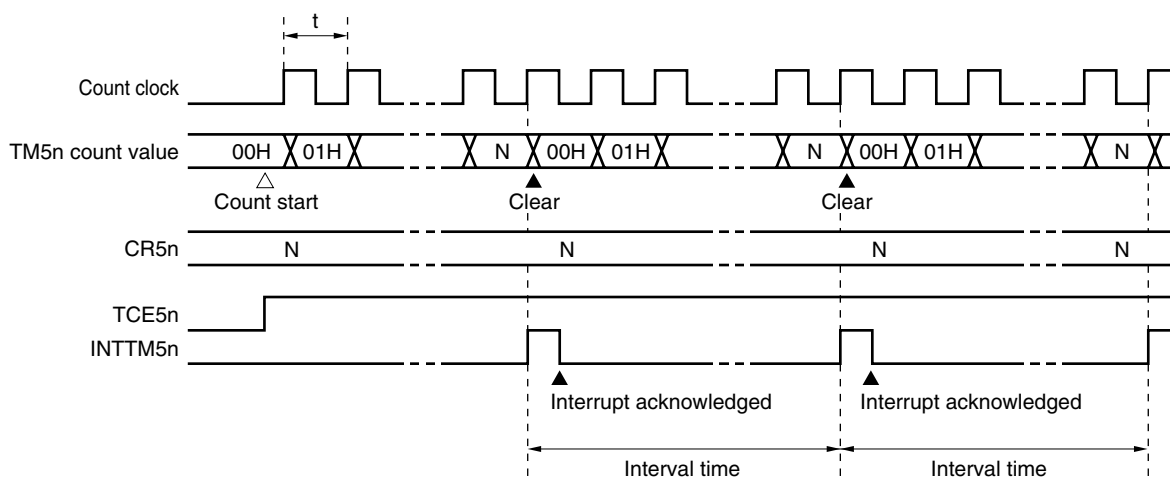 t
Count clock
TM5n count value 00H 01H N 00H 01H N 00H 01H N
Count start Clear Clear
CR5n N N N N
TCE5n
INTTM5n
Interrupt acknowledged Interrupt acknowledged
Interval time Interval time